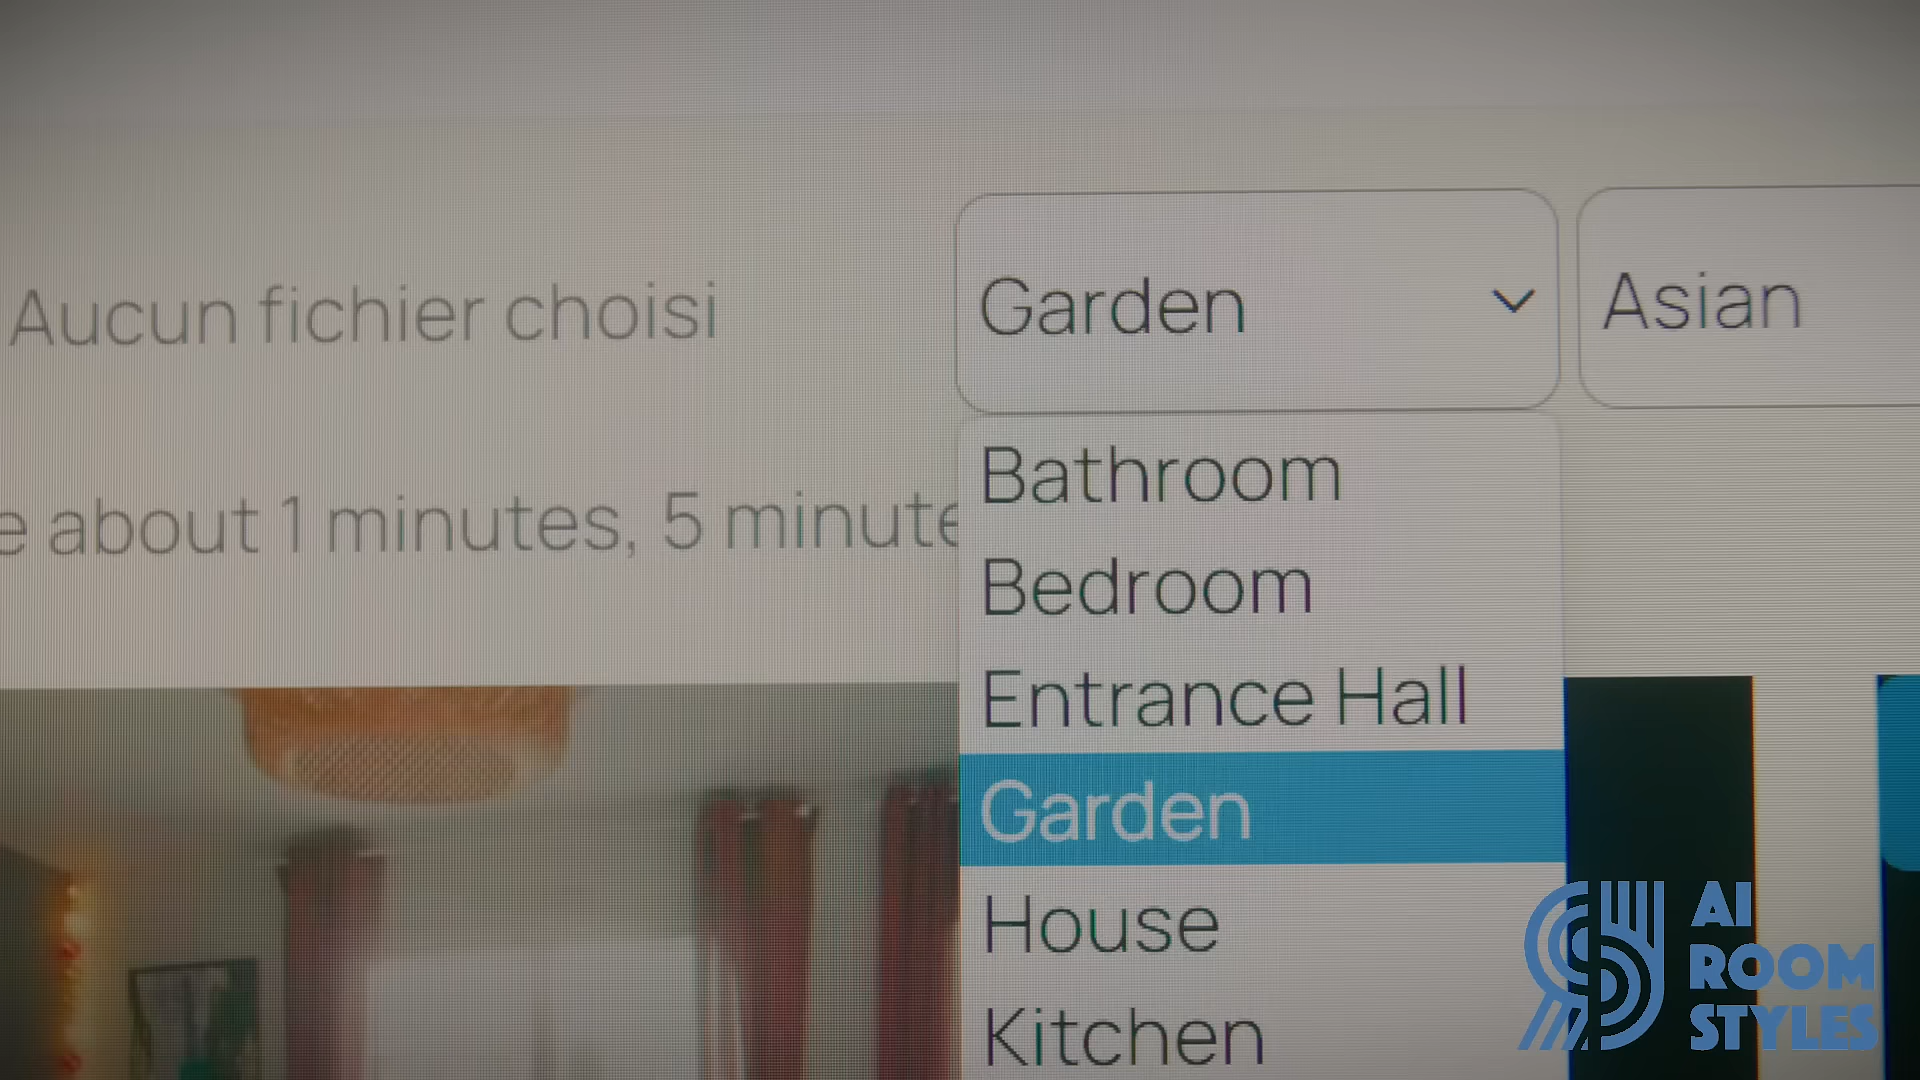 Aucun fichier choisi
Garden
Asian
e about 1 minutes, 5 minute
Bathroom
Bedroom
Entrance Hall
Garden
House
Kitchen
AI
ROOM
STYLES